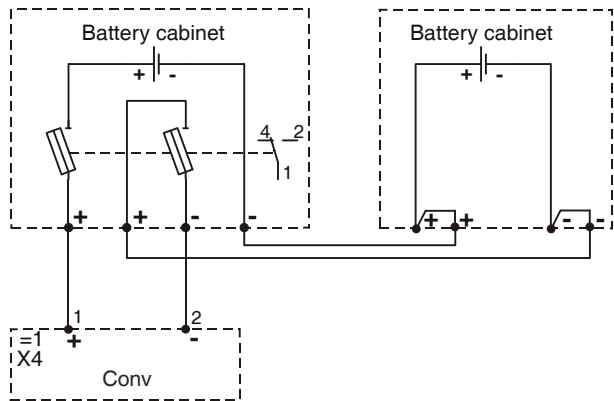 Battery cabinet
Battery cabinet
+ -
+ -
4 2
1
+ + - -
+ + - -
1 2
=1
X4
+ -
Conv